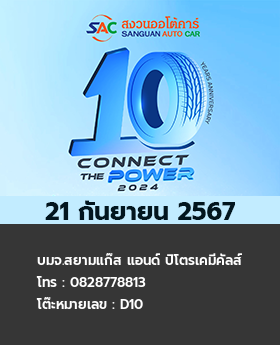 SAC สงวนออโต้คาร์
SANGUAN AUTO CAR
10
YEARS ANNIVERSARY
CONNECT
THE POWER
2024
21 กันยายน 2567
บมจ.สยามแก๊ส แอนด์ ปิโตรเคมีคัลส์
โทร : 0828778813
โต๊ะหมายเลข : D10